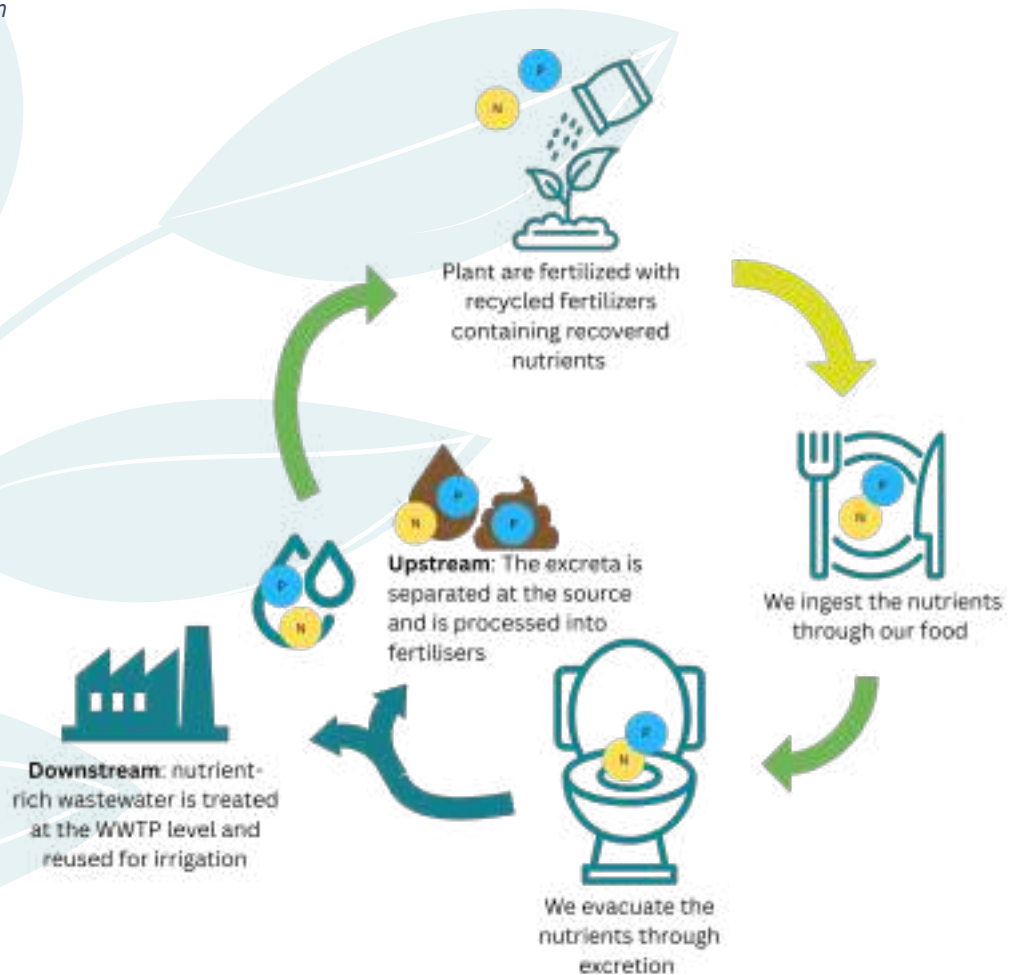 P
N
Plant are fertilized with
recycled fertilizers
containing recovered
nutrients
P
N
We ingest the nutrients
through our food
P
N
We evacuate the
nutrients through
excretion
N
P
P
Upstream: The excreta is
separated at the source
and is processed into
fertilisers
P
N
Downstream: nutrient-
rich wastewater is treated
at the WWTP level and
reused for irrigation